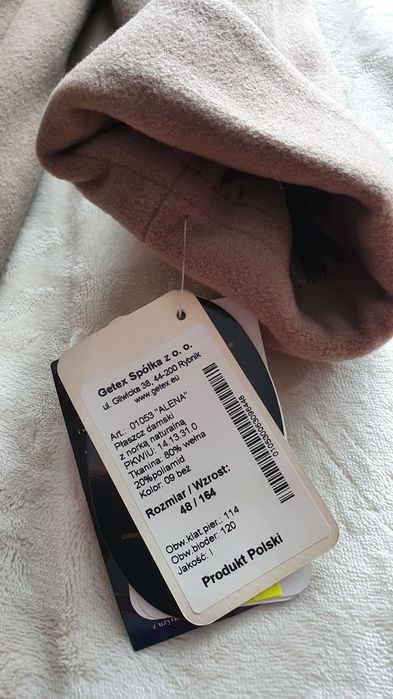 Getex Spółka z o. o.
ul. Gliwicka 38, 44-200 Rybnik
www.getex.eu
Art.: 01053 "ALENA"
Płaszcz damski
z norką naturalną
PKWiU: 14.13.31.0
Tkanina: 80% wełna
20%poliamid
Kolor: 09 beż
Rozmiar / Wzrost:
48 / 164
Obw.klat.pier.: 114
Obw.bioder: 120
Jakość: I
Produkt Polski